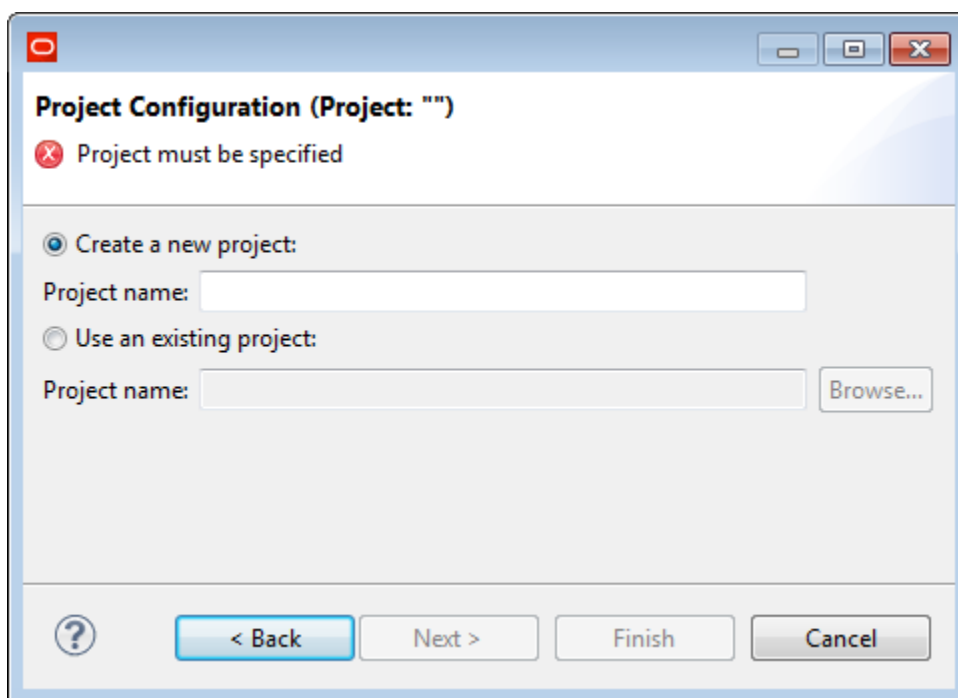 Project Configuration (Project: "")
Project must be specified
Create a new project:
Project name:
Use an existing project:
Project name:
Browse...
?
< Back
Next >
Finish
Cancel